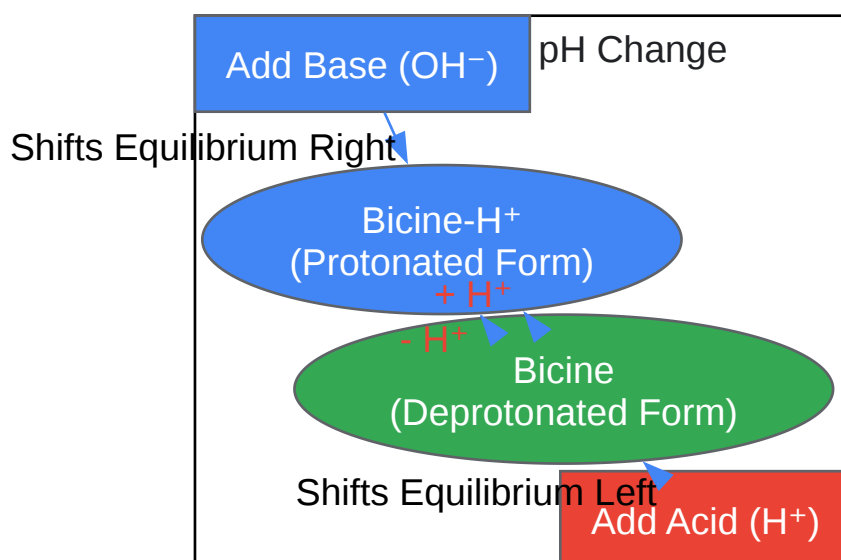 Add Base (OH⁻)
pH Change
Shifts Equilibrium Right
Bicine-H⁺
(Protonated Form)
+ H⁺
- H⁺
Bicine
(Deprotonated Form)
Shifts Equilibrium Left
Add Acid (H⁺)